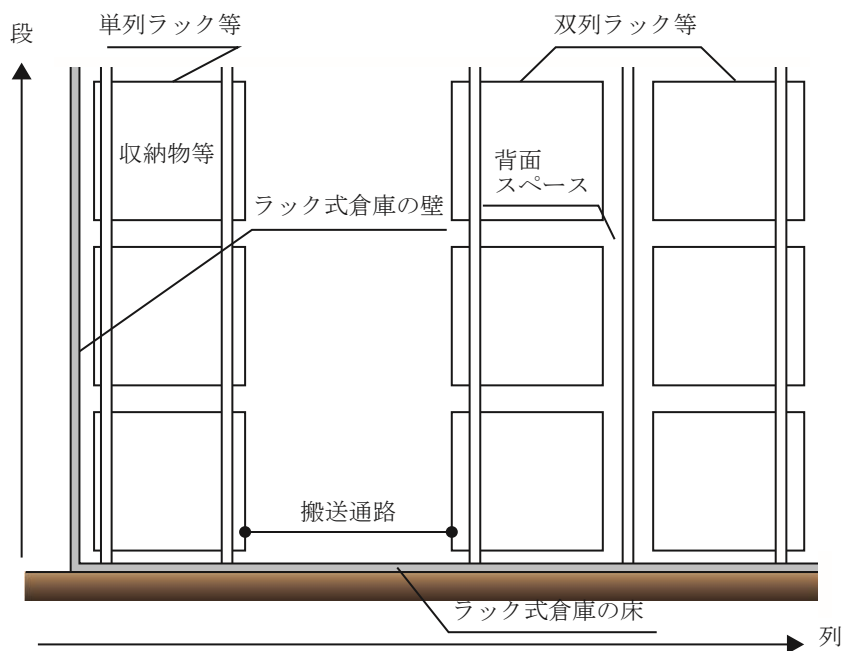 単列ラック等
双列ラック等
段
収納物等
背面
スペース
ラック式倉庫の壁
搬送通路
ラック式倉庫の床
列